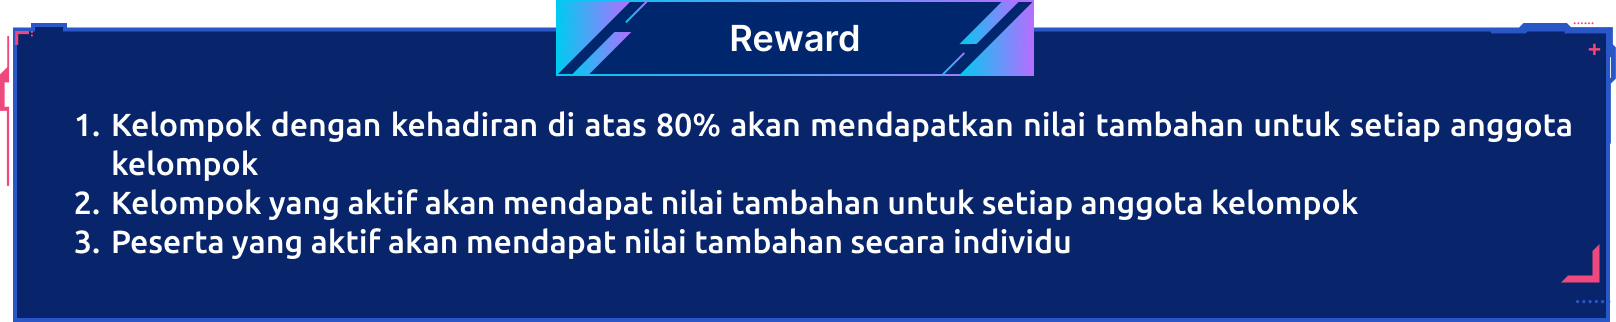 Reward
1. Kelompok dengan kehadiran di atas 80% akan mendapatkan nilai tambahan untuk setiap anggota
kelompok
2. Kelompok yang aktif akan mendapat nilai tambahan untuk setiap anggota kelompok
3. Peserta yang aktif akan mendapat nilai tambahan secara individu